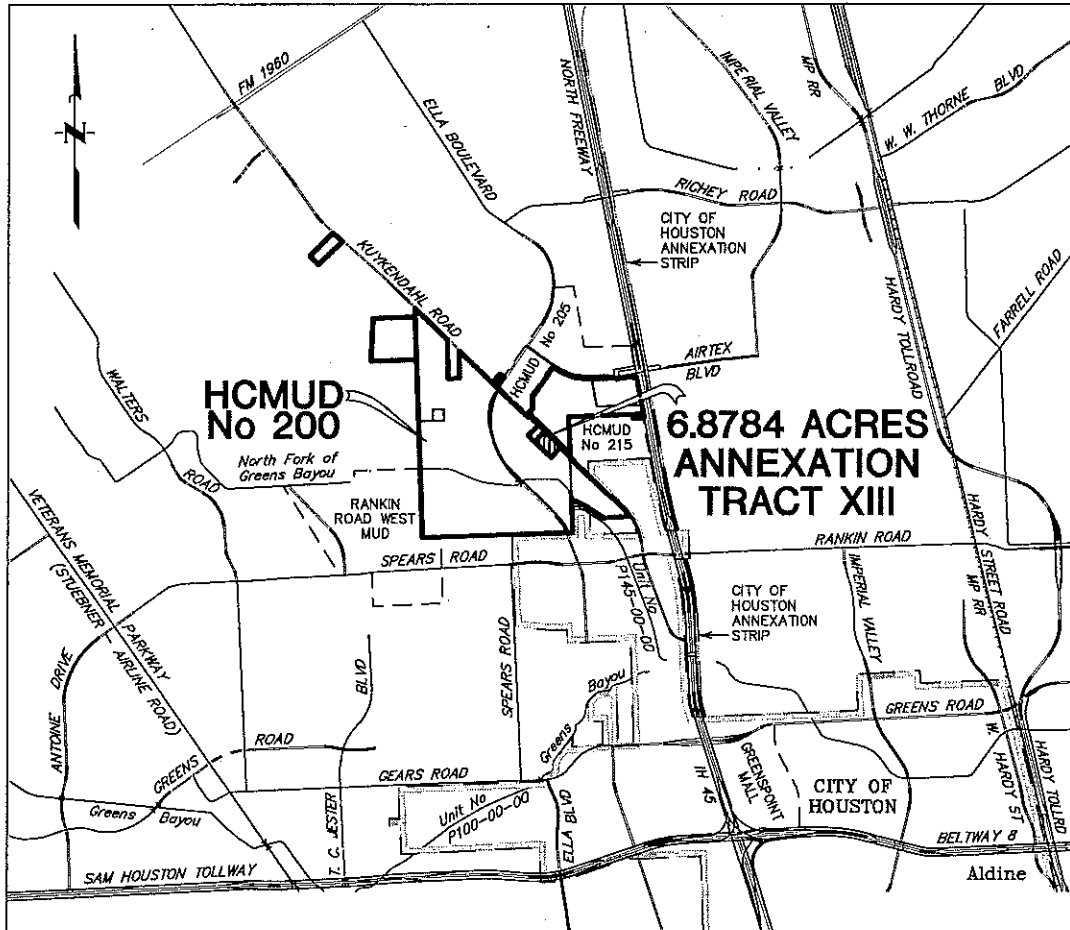 FM 1960
ELLA BOULEVARD
NORTH FREEWAY
IMPERIAL VALLEY
MP RR
W. W. THORNE BLVD
N
RICHEY ROAD
CITY OF
HOUSTON
ANNEXATION
STRIP
KUYKENDAHL ROAD
HARDY TOLLROAD
FARRELL ROAD
No 205
HCMUD
AIRTEX
BLVD
WALTERS
ROAD
HCMUD
No 200
North Fork of
Greens Bayou
HCMUD
No 215
6.8784 ACRES
ANNEXATION
TRACT XIII
RANKIN
ROAD WEST
MUD
VETERANS MEMORIAL PARKWAY
(STUEBNER AIRLINE ROAD)
SPEARS ROAD
RANKIN ROAD
Unit No
P145-00-00
CITY OF
HOUSTON
ANNEXATION
STRIP
IMPERIAL VALLEY
HARDY STREET ROAD
MP RR
ANTOINE DRIVE
BLVD
SPEARS ROAD
Greens Bayou
GREENS ROAD
GREENS ROAD
GEARS ROAD
Greens Bayou
T. C. JESTER
Unit No
P100-00-00
ELLA BLVD
IH 45
GREENSPOINT
MALL
CITY OF
HOUSTON
W. HARDY ST
HARDY TOLLRD
BELTWAY 8
SAM HOUSTON TOLLWAY
Aldine